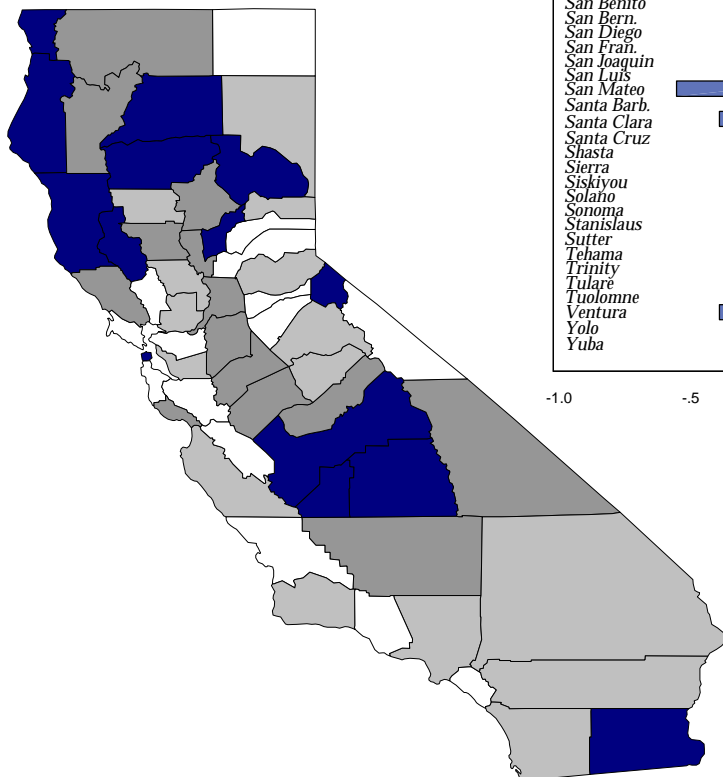 San Benito
San Bern.
San Diego
San Fran.
San Joaquin
San Luis
San Mateo
Santa Barb.
Santa Clara
Santa Cruz
Shasta
Sierra
Siskiyou
Solano
Sonoma
Stanislaus
Sutter
Tehama
Trinity
Tulare
Tuolomne
Ventura
Yolo
Yuba
-1.0 -.5